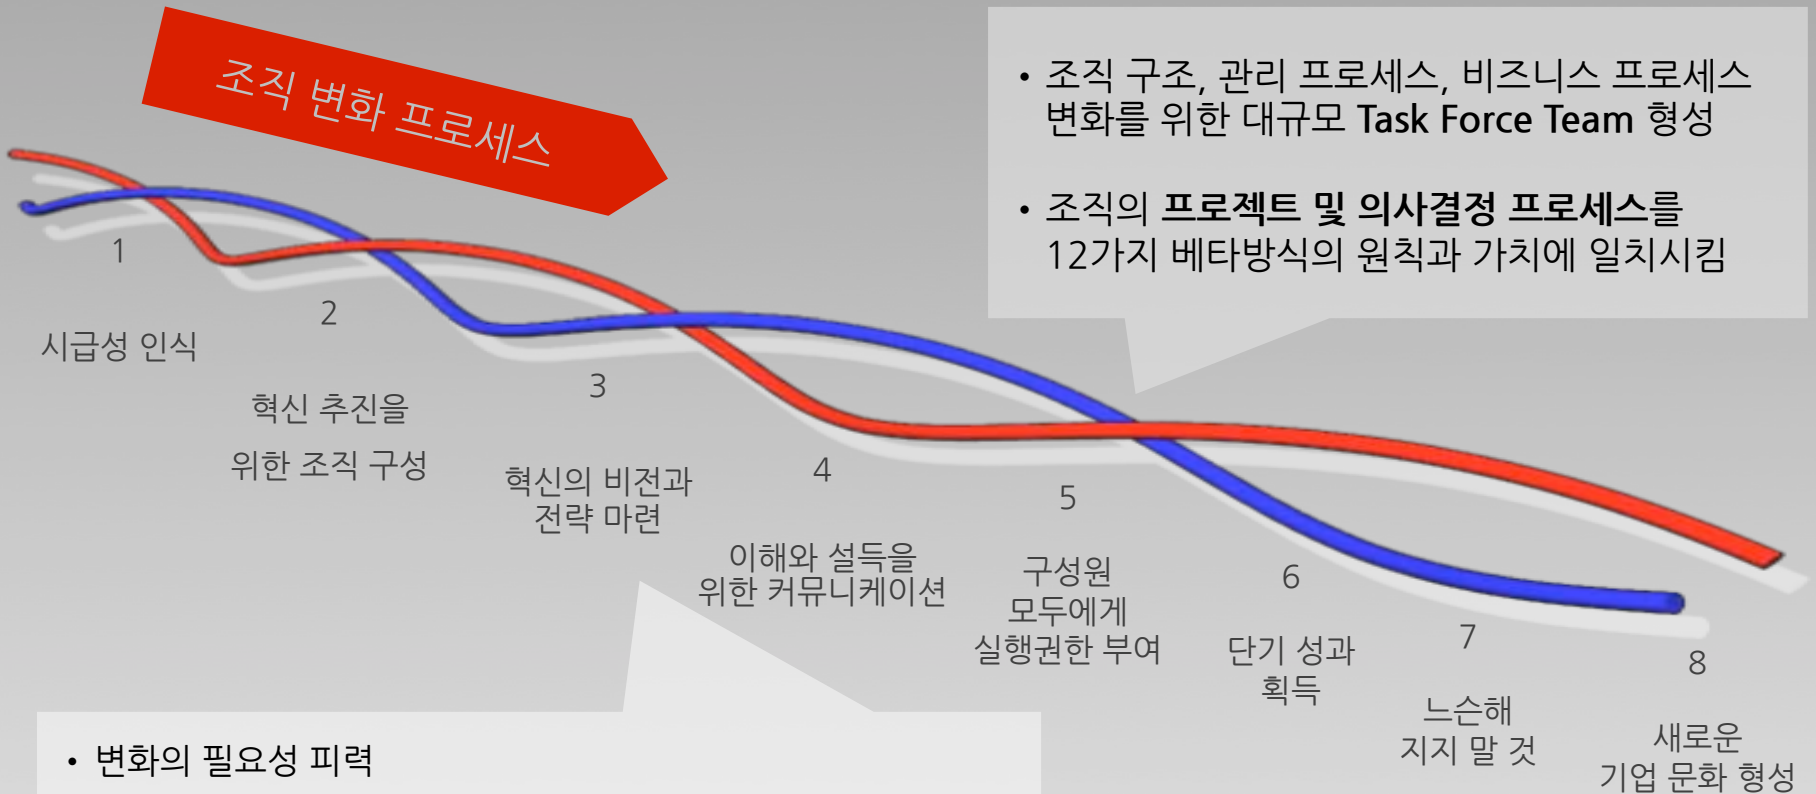 조직 변화 프로세스
• 조직 구조, 관리 프로세스, 비즈니스 프로세스
변화를 위한 대규모 Task Force Team 형성
• 조직의 프로젝트 및 의사결정 프로세스를
12가지 베타방식의 원칙과 가치에 일치시킴
1
시급성 인식
2
혁신 추진을
위한 조직 구성
3
혁신의 비전과
전략 마련
4
이해와 설득을
위한 커뮤니케이션
5
구성원
모두에게
실행권한 부여
6
단기 성과
획득
7
느슨해
지지 말 것
8
새로운
기업 문화 형성
• 변화의 필요성 피력